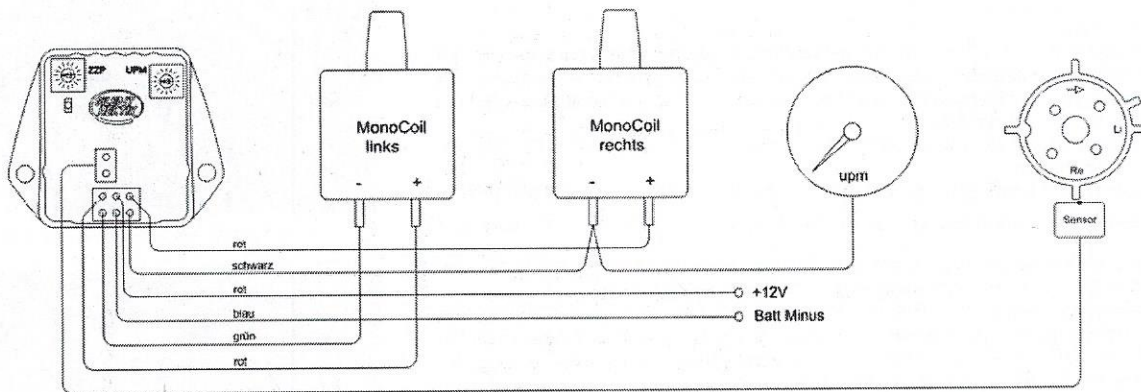 ZZP UPM
MonoCoil
links
- +
MonoCoil
rechts
- +
upm
Li
Re
Sensor
rot
schwarz
rot
+12V
blau
Batt Minus
grün
rot